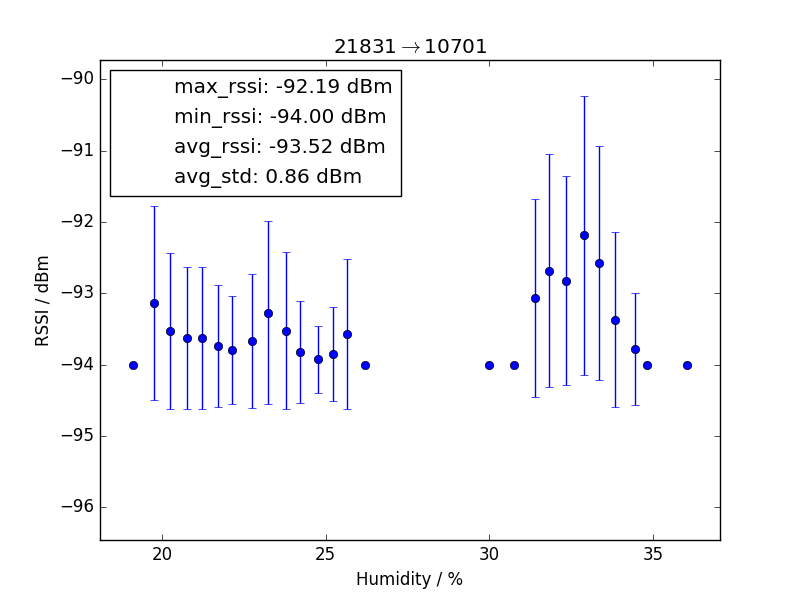 21831→10701
max_rssi: -92.19 dBm
min_rssi: -94.00 dBm
avg_rssi: -93.52 dBm
avg_std: 0.86 dBm
RSSI / dBm
−90
−91
−92
−93
−94
−95
−96
20 25 30 35
Humidity / %